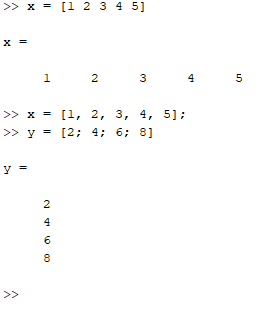 >> x = [1 2 3 4 5]
x =
1 2 3 4 5
>> x = [1, 2, 3, 4, 5];
>> y = [2; 4; 6; 8]
y =
2
4
6
8
>>